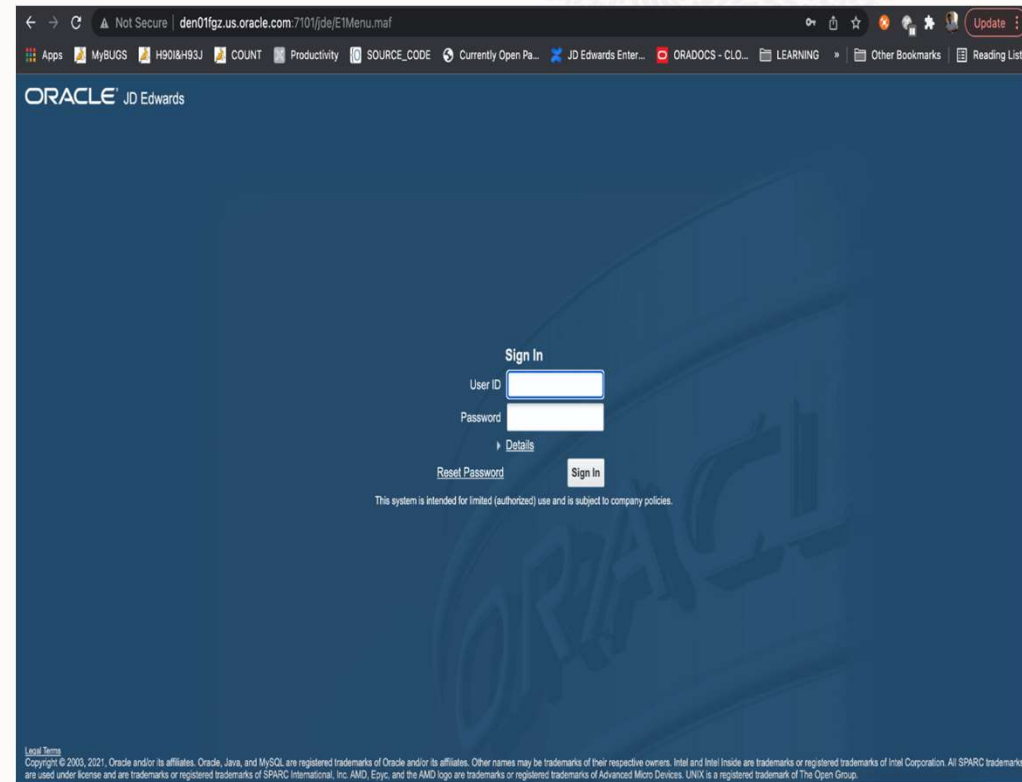 Not Secure | den01fgz.us.oracle.com:7101/jde/E1Menu.maf Update
Apps MyBUGS H90I&H93J COUNT Productivity SOURCE_CODE Currently Open Pa... JD Edwards Enter... ORADOCS - CLO... LEARNING » Other Bookmarks Reading List
ORACLE JD Edwards
Sign In
User ID
Password
Details
Reset Password Sign In
This system is intended for limited (authorized) use and is subject to company policies.
ORACL
Legal Terms
Copyright © 2003, 2021, Oracle and/or its affiliates. Oracle, Java, and MySQL are registered trademarks of Oracle and/or its affiliates. Other names may be trademarks of their respective owners. Intel and Intel Inside are trademarks or registered trademarks of Intel Corporation. All SPARC trademarks
are used under license and are trademarks or registered trademarks of SPARC International, Inc. AMD, Epyc, and the AMD logo are trademarks or registered trademarks of Advanced Micro Devices. UNIX is a registered trademark of The Open Group.